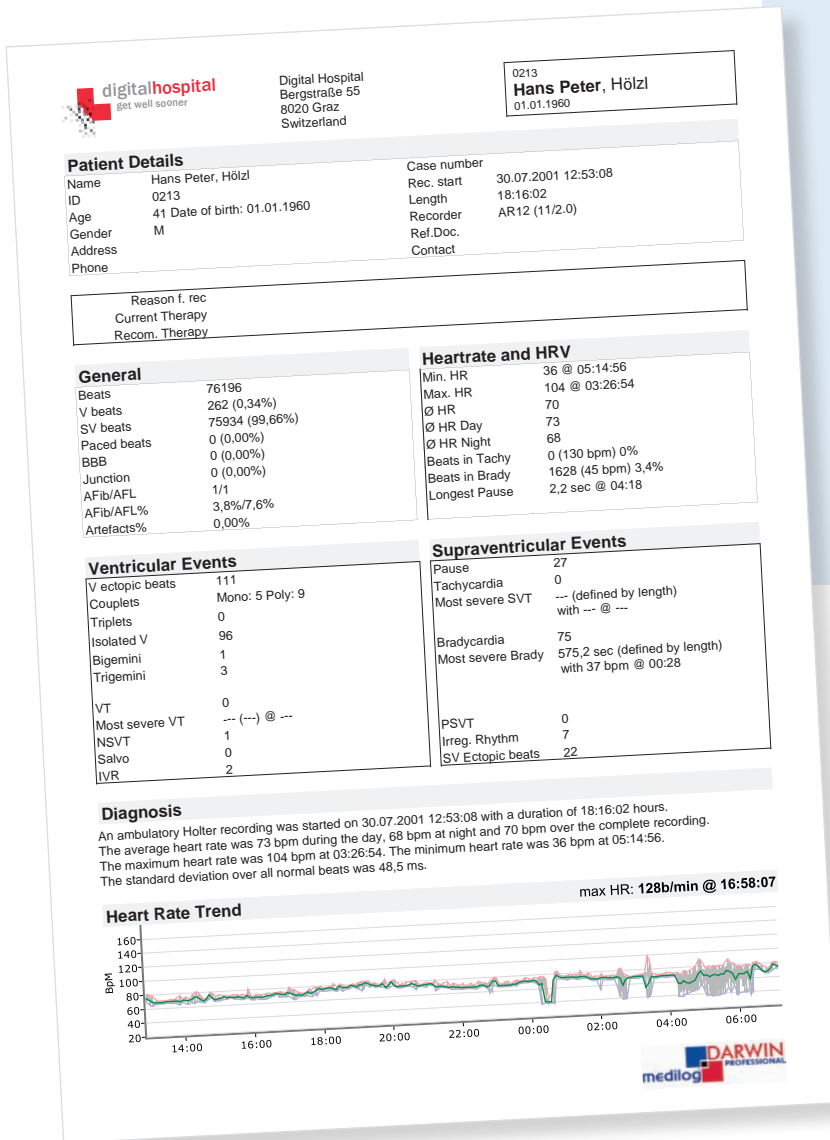 digitalhospital
get well sooner
Digital Hospital
Bergstraße 55
8020 Graz
Switzerland
0213
Hans Peter, Hölzl
01.01.1960
Patient Details
Name Hans Peter, Hölzl
ID 0213
Age 41 Date of birth: 01.01.1960
Gender M
Address
Phone
Case number
Rec. start 30.07.2001 12:53:08
Length 18:16:02
Recorder AR12 (11/2.0)
Ref.Doc.
Contact
Reason f. rec
Current Therapy
Recom. Therapy
General
Beats 76196
V beats 262 (0,34%)
SV beats 75934 (99,66%)
Paced beats 0 (0,00%)
BBB 0 (0,00%)
Junction 0 (0,00%)
AFib/AFL 1/1
AFib/AFL% 3,8%/7,6%
Artefacts% 0,00%
Heartrate and HRV
Min. HR 36 @ 05:14:56
Max. HR 104 @ 03:26:54
Ø HR 70
Ø HR Day 73
Ø HR Night 68
Beats in Tachy 0 (130 bpm) 0%
Beats in Brady 1628 (45 bpm) 3,4%
Longest Pause 2,2 sec @ 04:18
Ventricular Events
V ectopic beats 111
Couplets Mono: 5 Poly: 9
Triplets 0
Isolated V 96
Bigemini 1
Trigemini 3
VT 0
Most severe VT --- (---) @ ---
NSVT 1
Salvo 0
IVR 2
Supraventricular Events
Pause 27
Tachycardia 0
Most severe SVT --- (defined by length)
with --- @ ---
Bradycardia 75
Most severe Brady 575,2 sec (defined by length)
with 37 bpm @ 00:28
PSVT 0
Irreg. Rhythm 7
SV Ectopic beats 22
Diagnosis
An ambulatory Holter recording was started on 30.07.2001 12:53:08 with a duration of 18:16:02 hours.
The average heart rate was 73 bpm during the day, 68 bpm at night and 70 bpm over the complete recording.
The maximum heart rate was 104 bpm at 03:26:54. The minimum heart rate was 36 bpm at 05:14:56.
The standard deviation over all normal beats was 48,5 ms.
Heart Rate Trend
max HR: 128b/min @ 16:58:07
BpM
160
140
120
100
80
60
40
20
14:00 16:00 18:00 20:00 22:00 00:00 02:00 04:00 06:00
medilog DARWIN
PROFESSIONAL